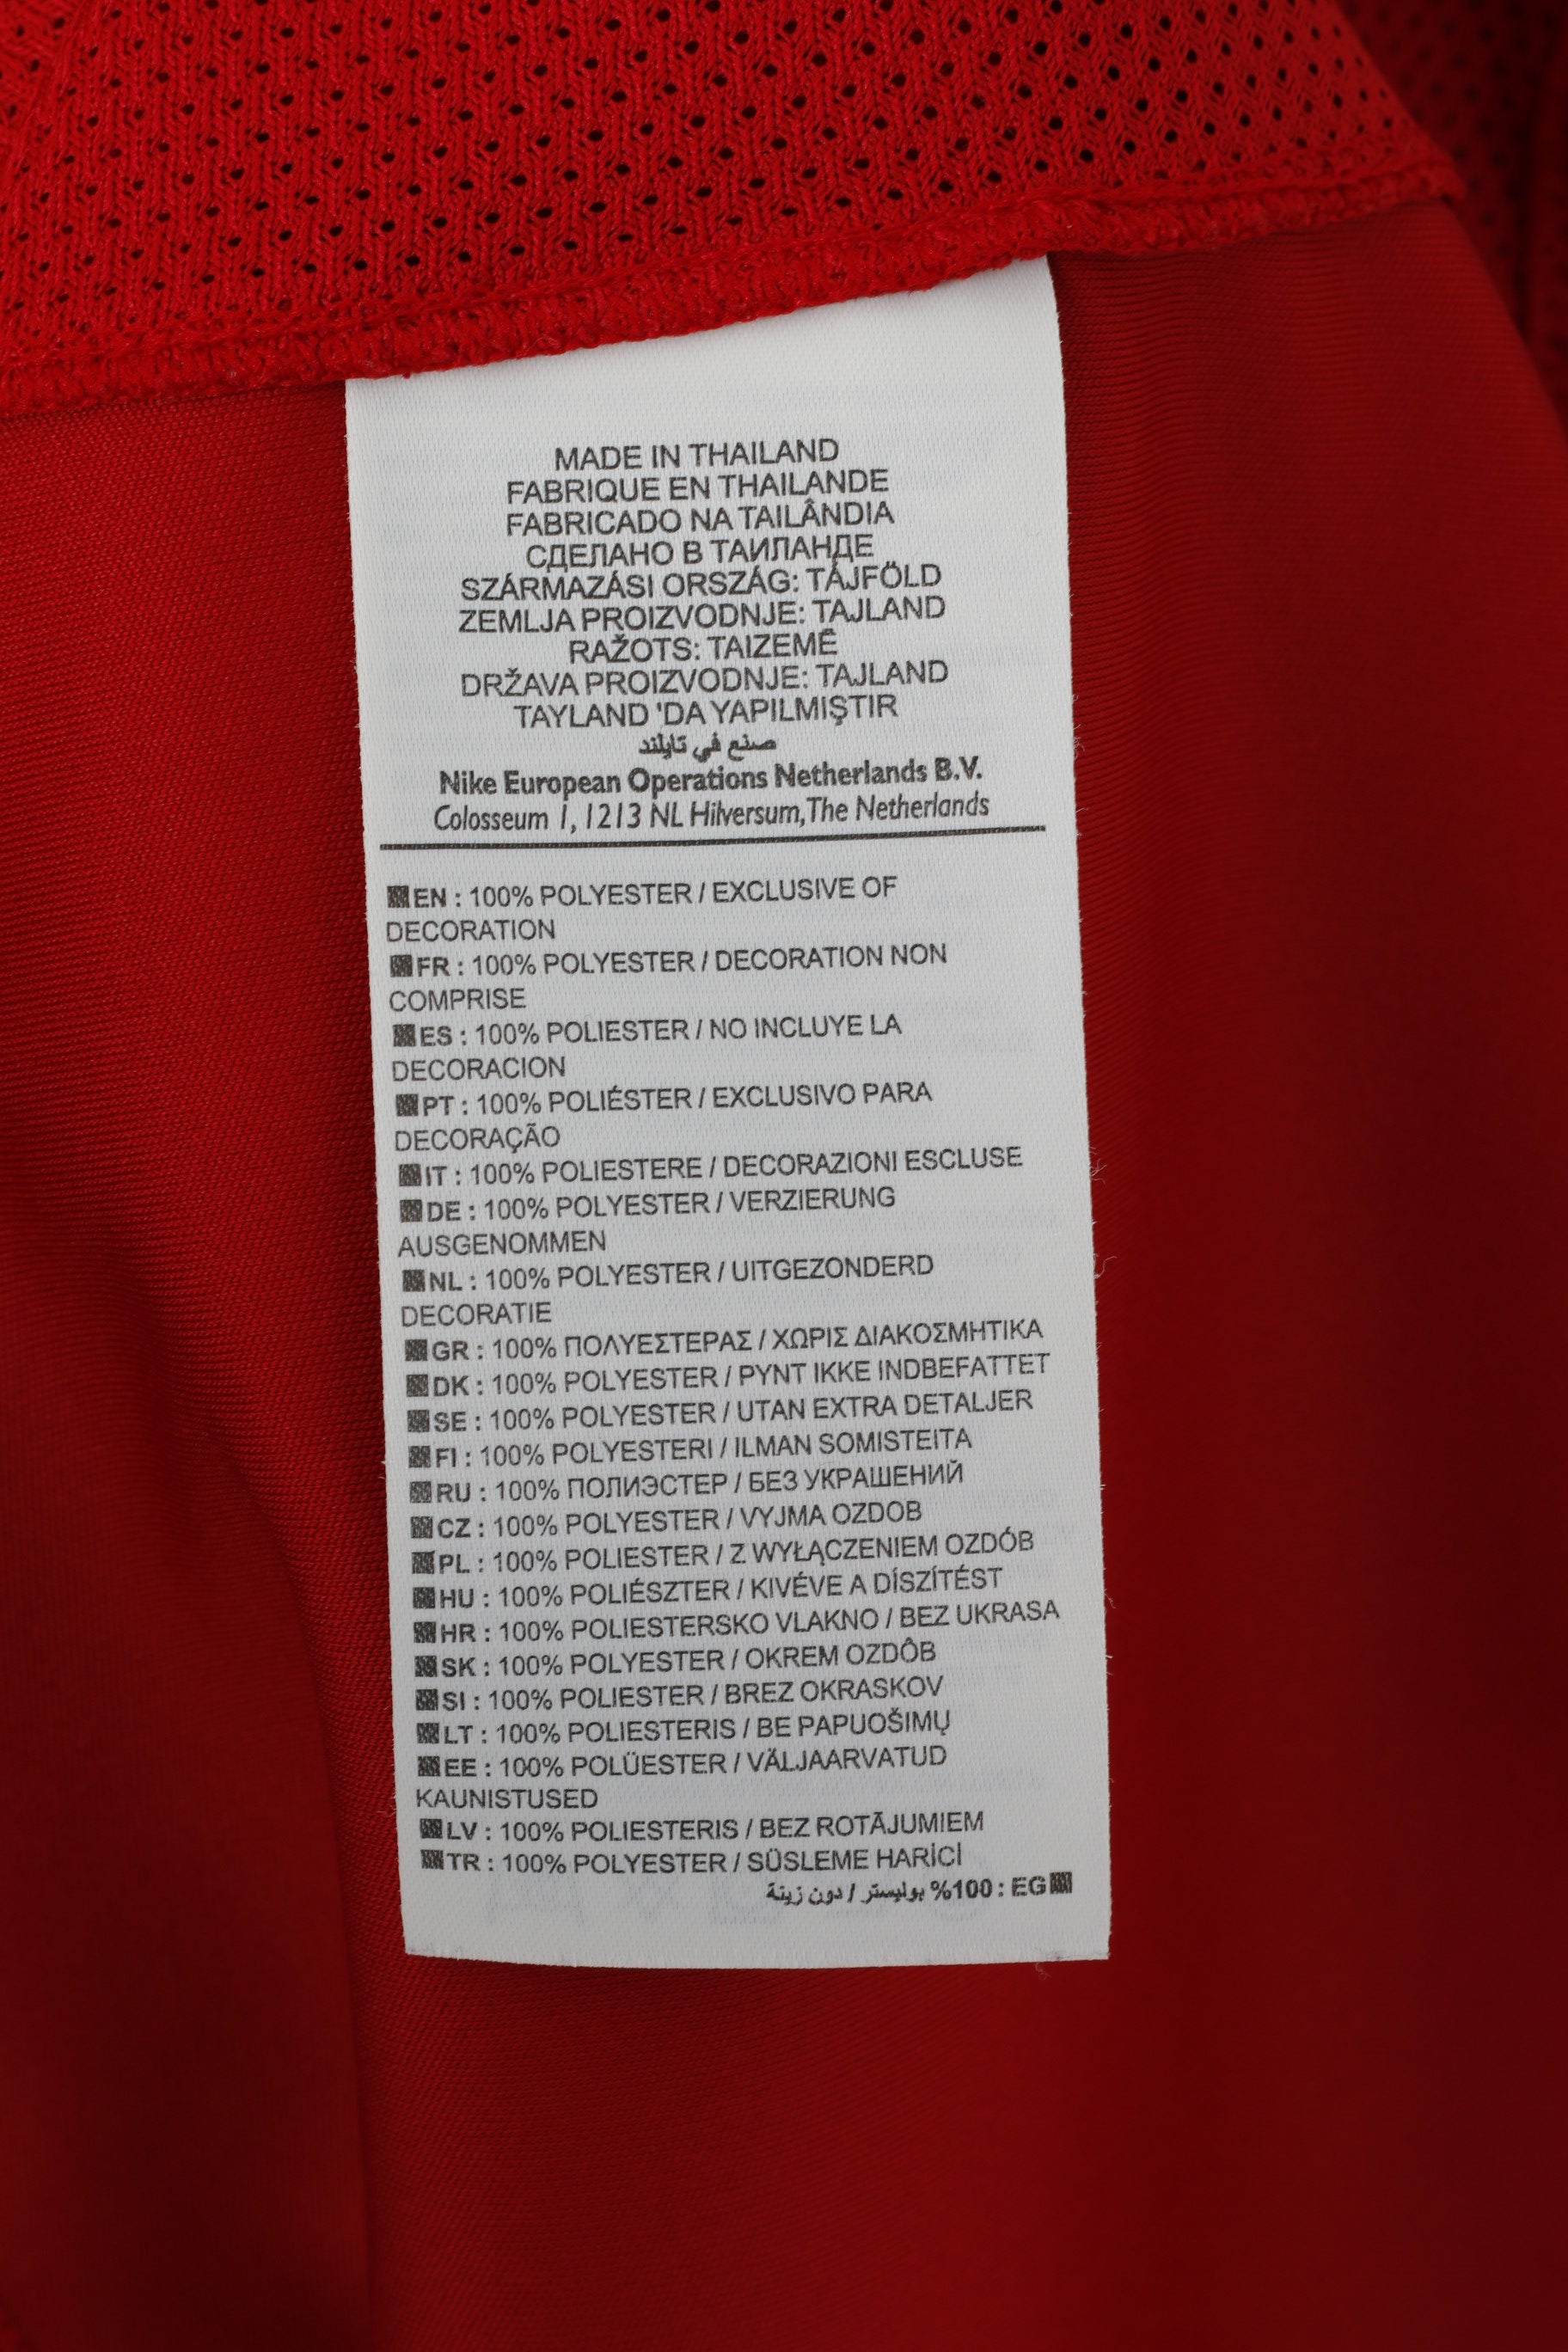 MADE IN THAILAND
FABRIQUE EN THAILANDE
FABRICADO NA TAILÂNDIA
СДЕЛАНО В ТАИЛАНДЕ
SZÁRMAZÁSI ORSZÁG: TÁJFÖLD
ZEMLJA PROIZVODNJE: TAJLAND
RAŽOTS: TAIZEMĒ
DRŽAVA PROIZVODNJE: TAJLAND
TAYLAND 'DA YAPILMIŞTIR
صنع في تايلند
Nike European Operations Netherlands B.V.
Colosseum 1, 1213 NL Hilversum, The Netherlands
EN : 100% POLYESTER / EXCLUSIVE OF
DECORATION
FR : 100% POLYESTER / DECORATION NON
COMPRISE
ES : 100% POLIESTER / NO INCLUYE LA
DECORACION
PT : 100% POLIÉSTER / EXCLUSIVO PARA
DECORAÇÃO
IT : 100% POLIESTERE / DECORAZIONI ESCLUSE
DE : 100% POLYESTER / VERZIERUNG
AUSGENOMMEN
NL : 100% POLYESTER / UITGEZONDERD
DECORATIE
GR : 100% ΠΟΛΥΕΣΤΕΡΑΣ / ΧΩΡΙΣ ΔΙΑΚΟΣΜΗΤΙΚΑ
DK : 100% POLYESTER / PYNT IKKE INDBEFATTET
SE : 100% POLYESTER / UTAN EXTRA DETALJER
FI : 100% POLYESTERI / ILMAN SOMISTEITA
RU : 100% ПОЛИЭСТЕР / БЕЗ УКРАШЕНИЙ
CZ : 100% POLYESTER / VYJMA OZDOB
PL : 100% POLIESTER / Z WYŁĄCZENIEM OZDÓB
HU : 100% POLIÉSZTER / KIVÉVE A DÍSZÍTÉST
HR : 100% POLIESTERSKO VLAKNO / BEZ UKRASA
SK : 100% POLYESTER / OKREM OZDÔB
SI : 100% POLIESTER / BREZ OKRASKOV
LT : 100% POLIESTERIS / BE PAPUOŠIMŲ
EE : 100% POLÜESTER / VÄLJAARVATUD
KAUNISTUSED
LV : 100% POLIESTERIS / BEZ ROTĀJUMIEM
TR : 100% POLYESTER / SÜSLEME HARİCİ
EG : 100% بوليستر / دون زينة